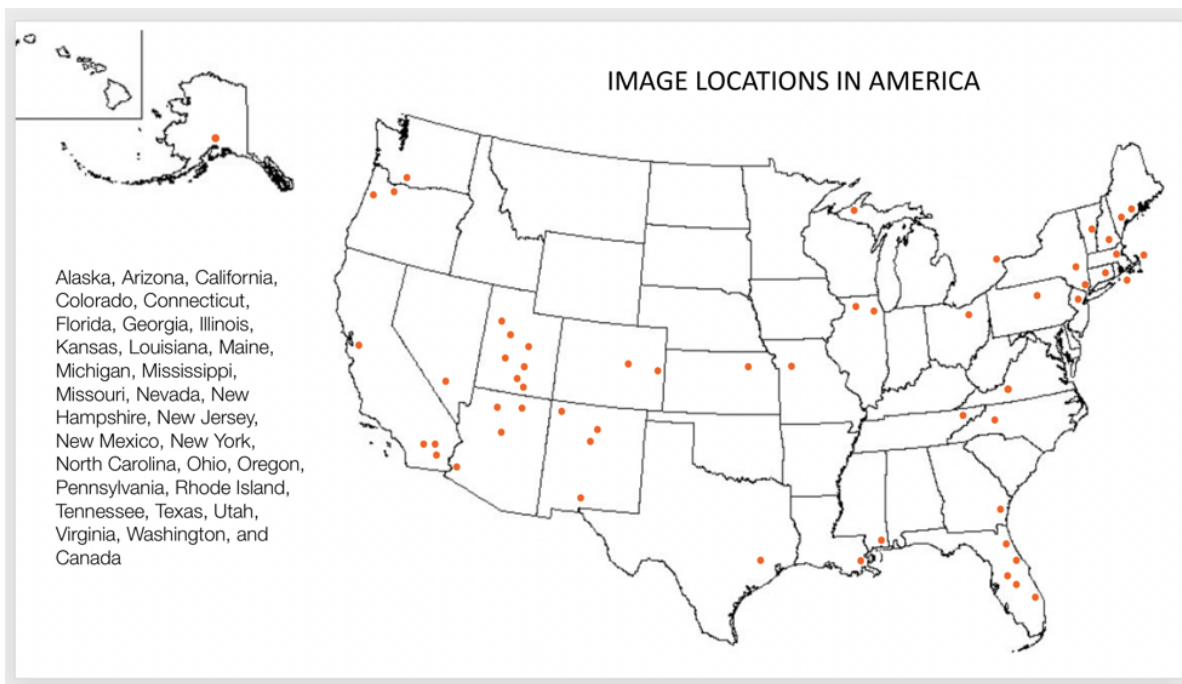 IMAGE LOCATIONS IN AMERICA
Alaska, Arizona, California,
Colorado, Connecticut,
Florida, Georgia, Illinois,
Kansas, Louisiana, Maine,
Michigan, Mississippi,
Missouri, Nevada, New
Hampshire, New Jersey,
New Mexico, New York,
North Carolina, Ohio, Oregon,
Pennsylvania, Rhode Island,
Tennessee, Texas, Utah,
Virginia, Washington, and
Canada